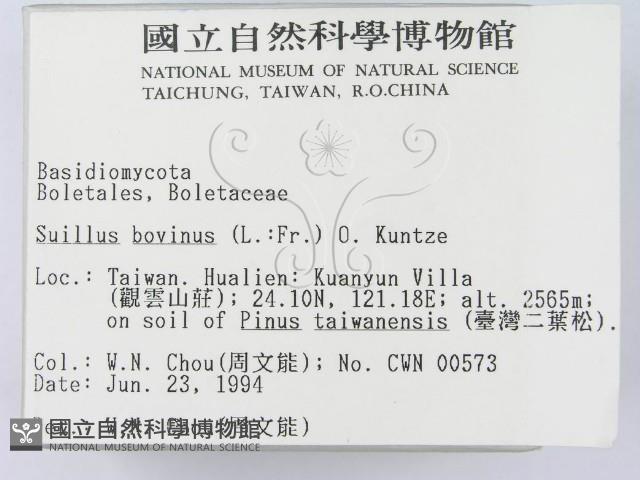 國立自然科學博物館
NATIONAL MUSEUM OF NATURAL SCIENCE
TAICHUNG, TAIWAN, R.O.CHINA
Basidiomycota
Boletales, Boletaceae
Suillus bovinus (L.:Fr.) O. Kuntze
Loc.: Taiwan. Hualien: Kuanyun Villa
(觀雲山莊); 24.10N, 121.18E; alt. 2565m;
on soil of Pinus taiwanensis (臺灣二葉松).
Col.: W.N. Chou(周文能); No. CWN 00573
Date: Jun. 23, 1994
周文能)
國立自然科學博物館
NATIONAL MUSEUM OF NATURAL SCIENCE